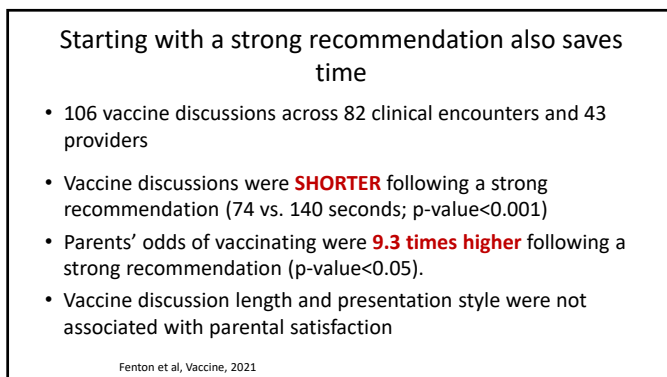 Starting with a strong recommendation also saves
time
• 106 vaccine discussions across 82 clinical encounters and 43
providers
• Vaccine discussions were SHORTER following a strong
recommendation (74 vs. 140 seconds; p-value<0.001)
• Parents’ odds of vaccinating were 9.3 times higher following a
strong recommendation (p-value<0.05).
• Vaccine discussion length and presentation style were not
associated with parental satisfaction
Fenton et al, Vaccine, 2021